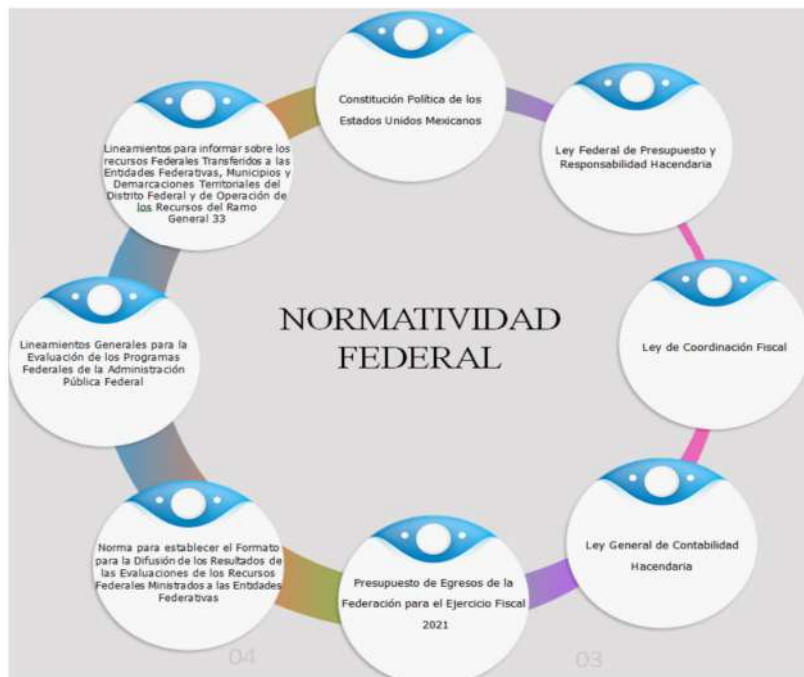 Constitución Política de los
Estados Unidos Mexicanos
Ley Federal de Presupuesto y
Responsabilidad Hacendaria
Ley de Coordinación Fiscal
Ley General de Contabilidad
Hacendaria
Presupuesto de Egresos de la
Federación para el Ejercicio Fiscal
2021
Norma para establecer el Formato
para la Difusión de los Resultados de
las Evaluaciones de los Recursos
Federales Ministrados a las Entidades
Federativas
Lineamientos Generales para la
Evaluación de los Programas
Federales de la Administración
Pública Federal
Lineamientos para informar sobre los
recursos Federales Transferidos a las
Entidades Federativas, Municipios y
Demarcaciones Territoriales del
Distrito Federal y de Operación de
los Recursos del Ramo
General 33
NORMATIVIDAD
FEDERAL
04
03